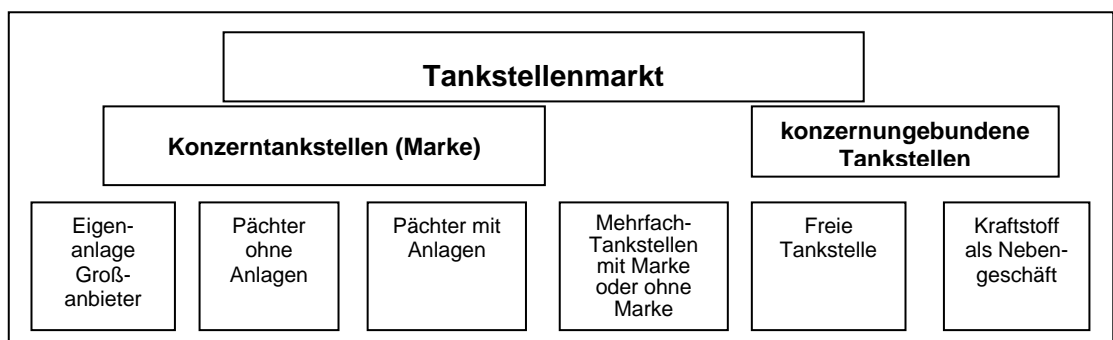 Tankstellenmarkt
Konzerntankstellen (Marke)
konzernungebundene
Tankstellen
Eigen-
anlage
Groß-
anbieter
Pächter
ohne
Anlagen
Pächter mit
Anlagen
Mehrfach-
Tankstellen
mit Marke
oder ohne
Marke
Freie
Tankstelle
Kraftstoff
als Neben-
geschäft